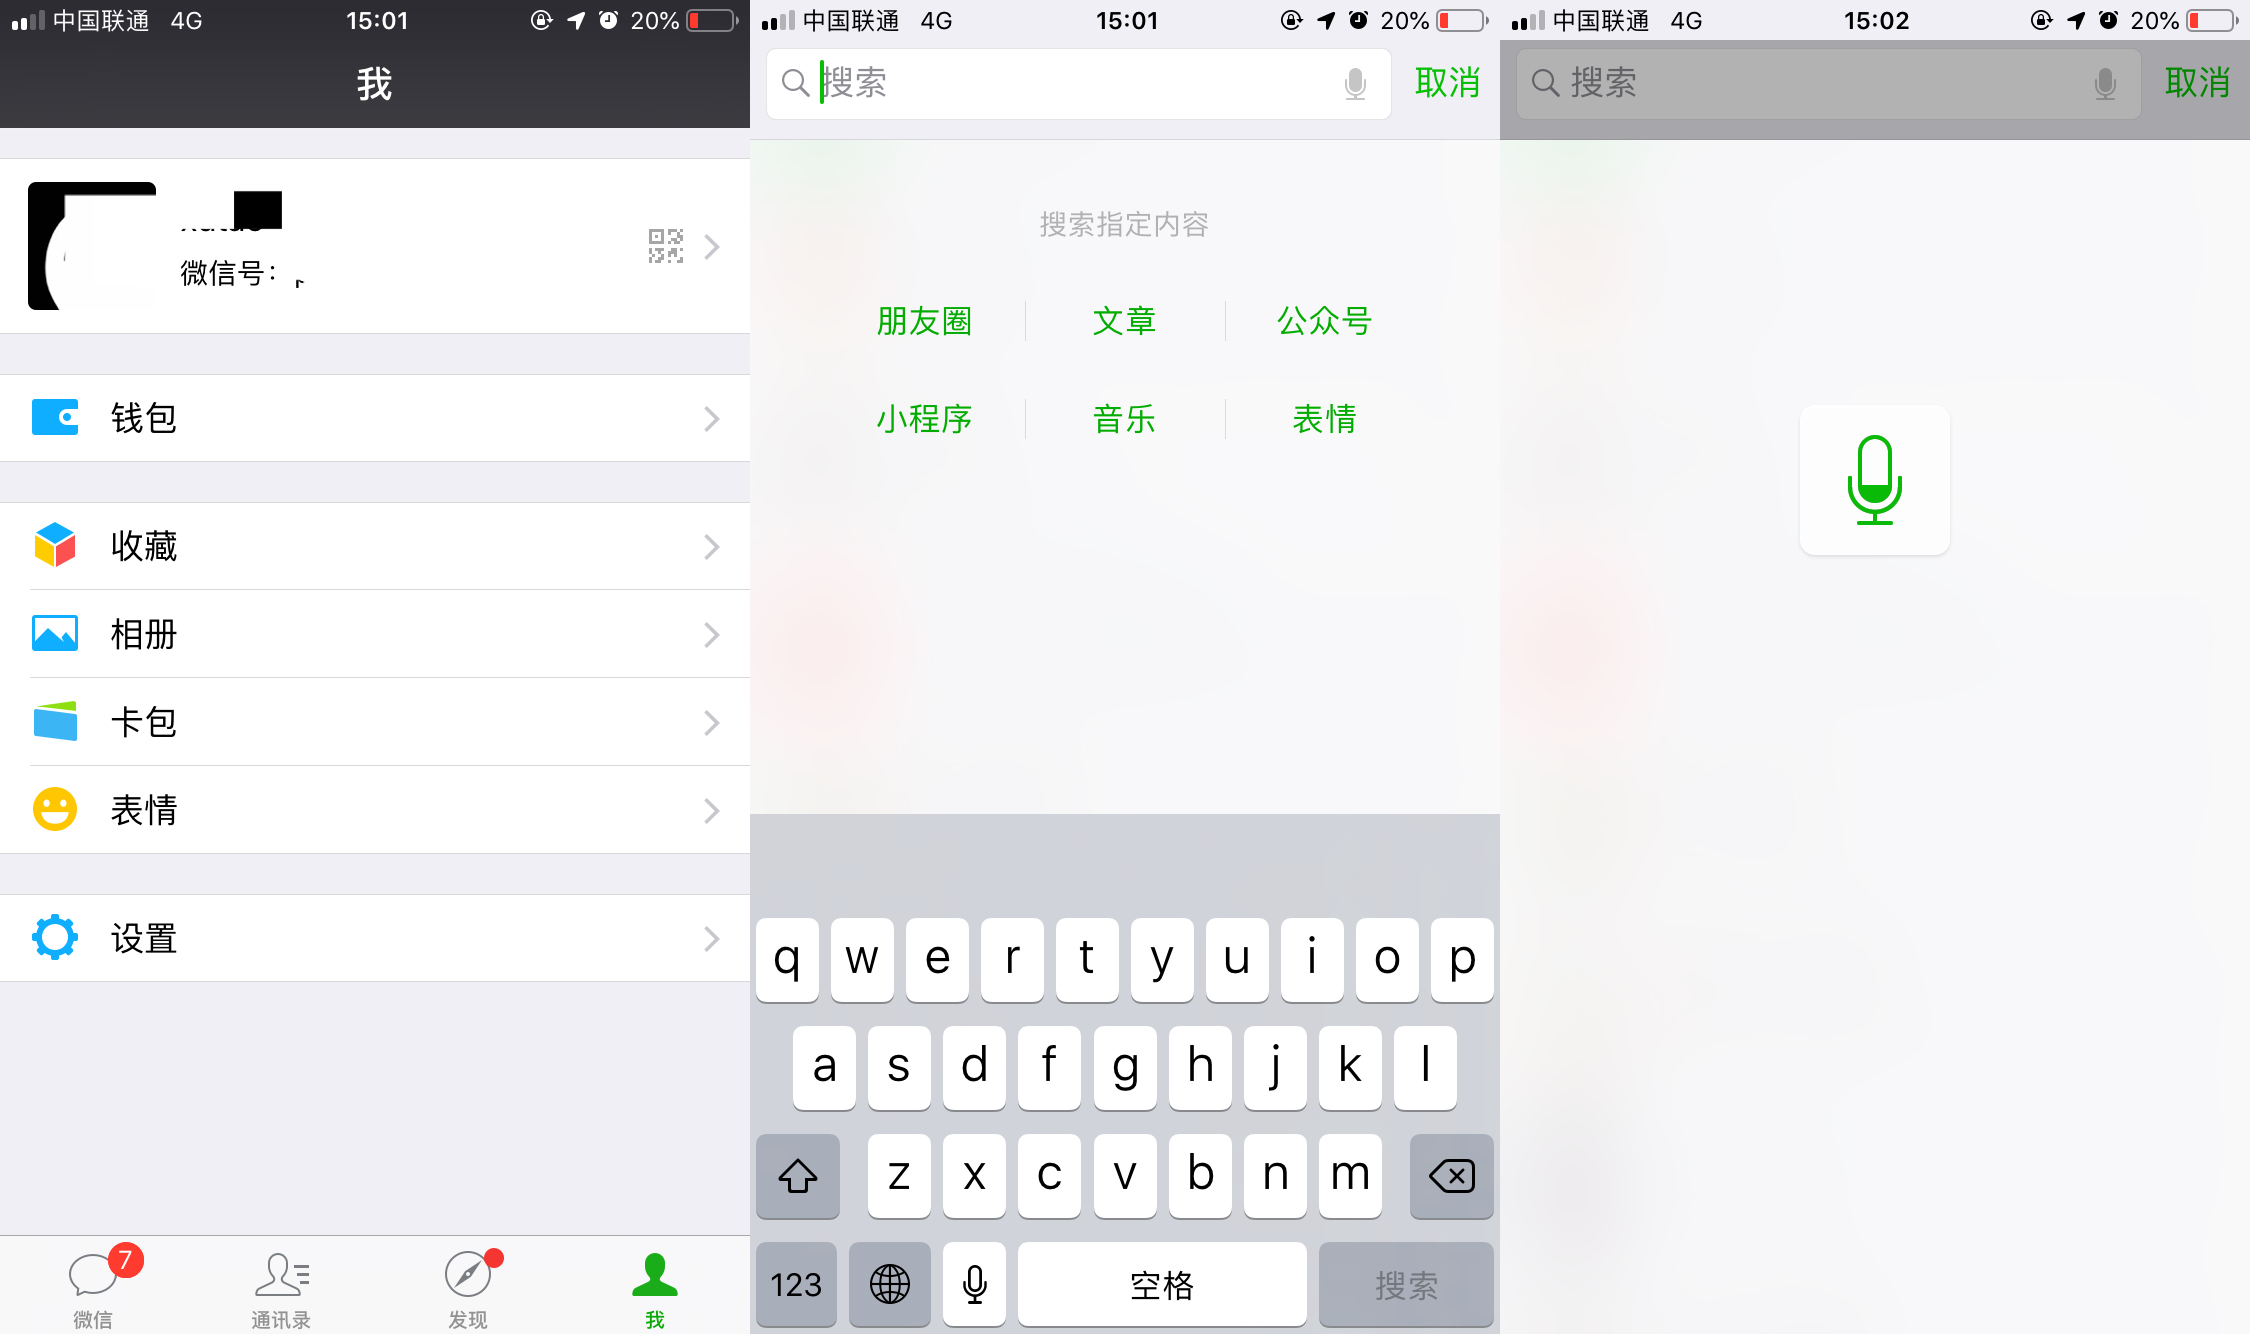 中国联通 4G 15:01 20%
我
微信号：
钱包
收藏
相册
卡包
表情
设置
7
微信 通讯录 发现 我
中国联通 4G 15:01 20%
搜索 取消
搜索指定内容
朋友圈 文章 公众号
小程序 音乐 表情
q w e r t y u i o p
a s d f g h j k l
z x c v b n m
123 空格 搜索
中国联通 4G 15:02 20%
搜索 取消